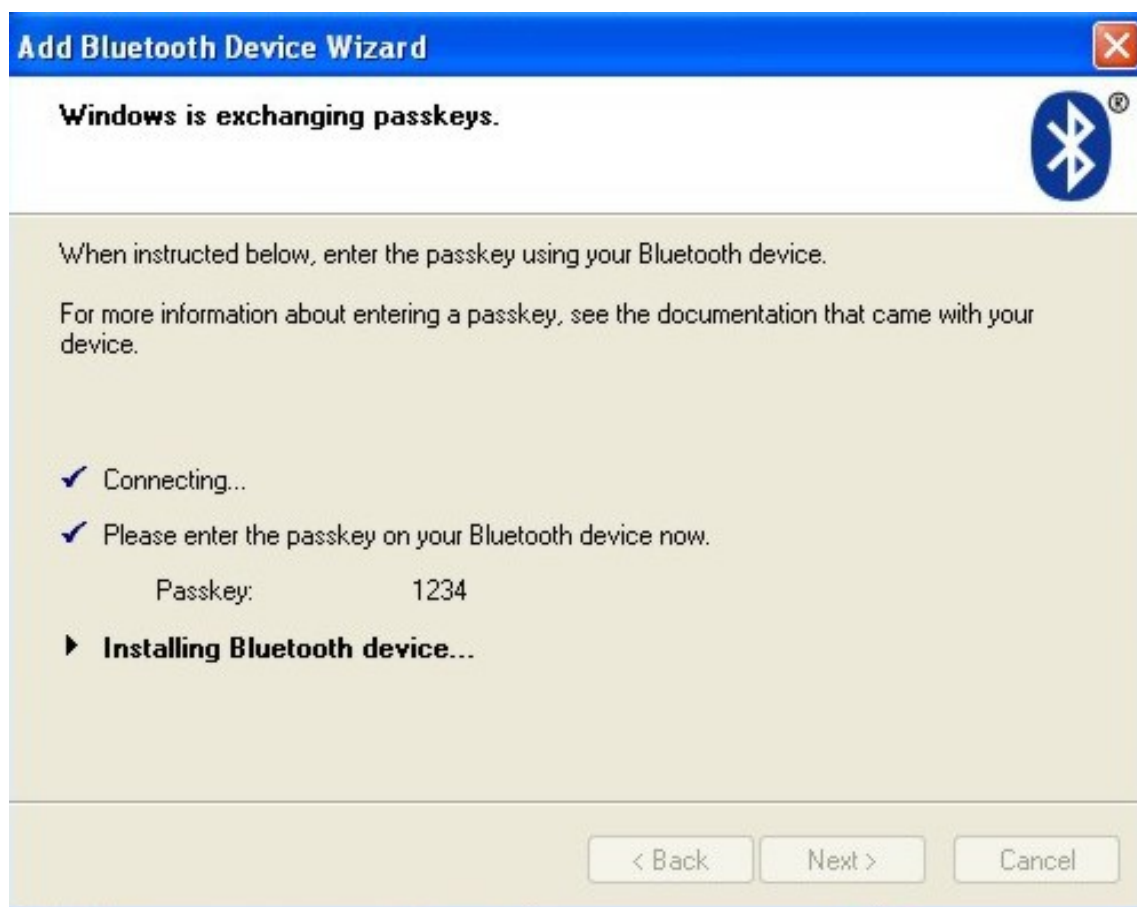 Add Bluetooth Device Wizard
Windows is exchanging passkeys.
®
When instructed below, enter the passkey using your Bluetooth device.
For more information about entering a passkey, see the documentation that came with your
device.
Connecting...
Please enter the passkey on your Bluetooth device now.
Passkey: 1234
Installing Bluetooth device...
< Back Next > Cancel